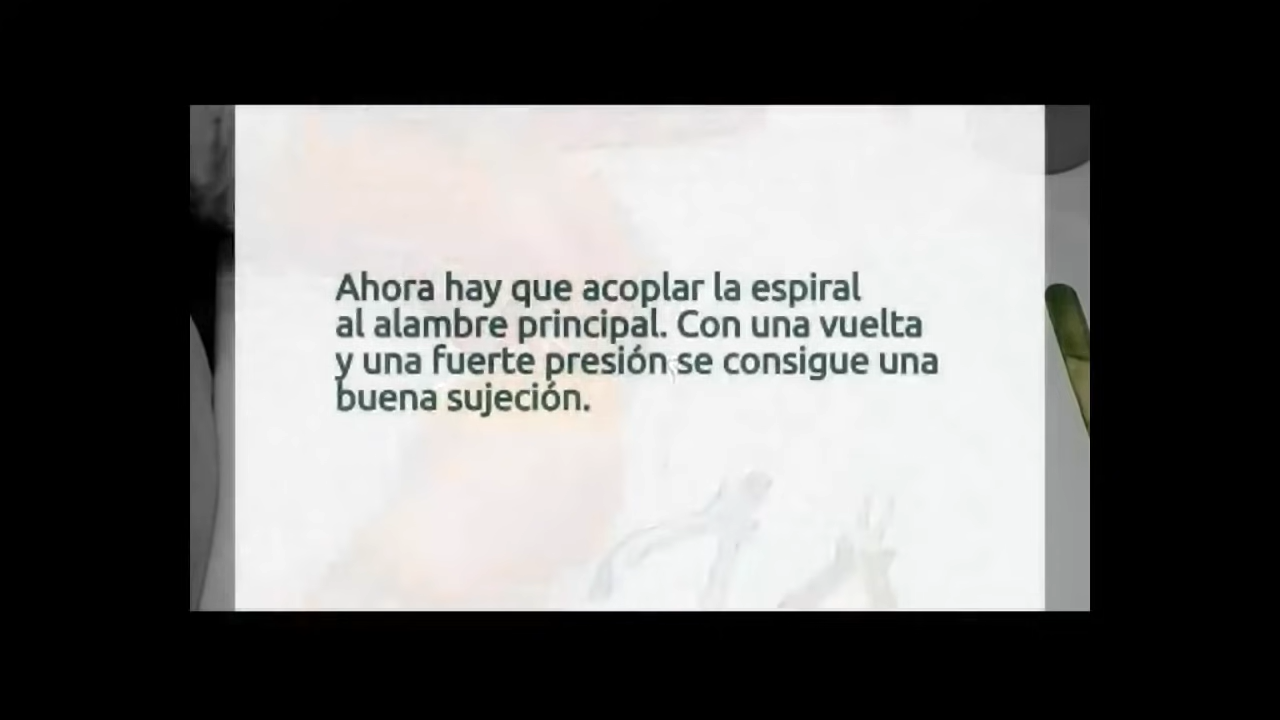 Ahora hay que acoplar la espiral
al alambre principal. Con una vuelta
y una fuerte presión se consigue una
buena sujeción.